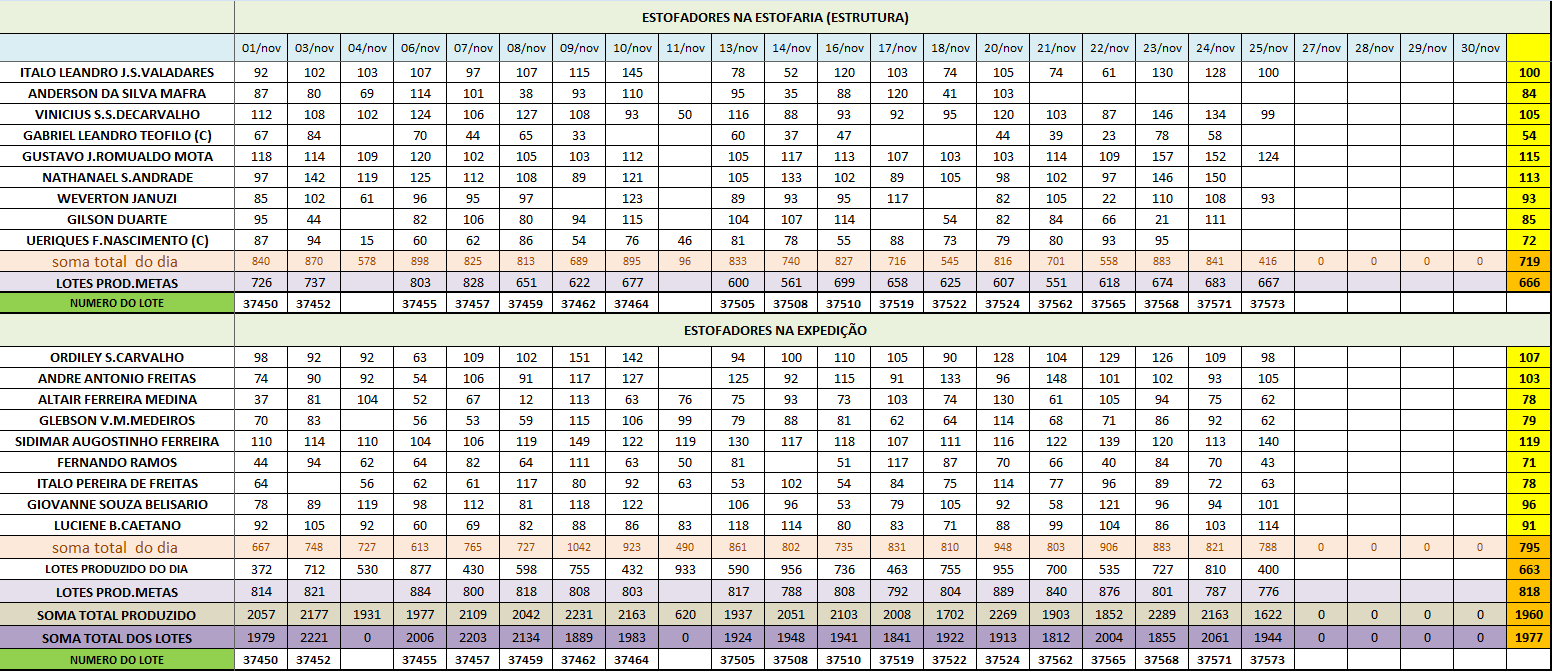 ESTOFADORES NA ESTOFARIA (ESTRUTURA)
01/nov 03/nov 04/nov 06/nov 07/nov 08/nov 09/nov 10/nov 11/nov 13/nov 14/nov 16/nov 17/nov 18/nov 20/nov 21/nov 22/nov 23/nov 24/nov 25/nov 27/nov 28/nov 29/nov 30/nov
ITALO LEANDRO J.S.VALADARES 92 102 103 107 97 107 115 145 78 52 120 103 74 105 74 61 130 128 100 100
ANDERSON DA SILVA MAFRA 87 80 69 114 101 38 93 110 95 35 88 120 41 103 84
VINICIUS S.S.DECARVALHO 112 108 102 124 106 127 108 93 50 116 88 93 92 95 120 103 87 146 134 99 105
GABRIEL LEANDRO TEOFILO (C) 67 84 70 44 65 33 60 37 47 44 39 23 78 58 54
GUSTAVO J.ROMUALDO MOTA 118 114 109 120 102 105 103 112 105 117 113 107 103 103 114 109 157 152 124 115
NATHANAEL S.ANDRADE 97 142 119 125 112 108 89 121 105 133 102 89 105 98 102 97 146 150 113
WEVERTON JANUZI 85 102 61 96 95 97 123 89 93 95 117 82 105 22 110 108 93 93
GILSON DUARTE 95 44 82 106 80 94 115 104 107 114 54 82 84 66 21 111 85
UERIQUES F.NASCIMENTO (C) 87 94 15 60 62 86 54 76 46 81 78 55 88 73 79 80 93 95 72
soma total do dia 840 870 578 898 825 813 689 895 96 833 740 827 716 545 816 701 558 883 841 416 0 0 0 0 719
LOTES PROD.METAS 726 737 803 828 651 622 677 600 561 699 658 625 607 551 618 674 683 667 666
NUMERO DO LOTE 37450 37452 37455 37457 37459 37462 37464 37505 37508 37510 37519 37522 37524 37562 37565 37568 37571 37573
ESTOFADORES NA EXPEDIÇÃO
ORDILEY S.CARVALHO 98 92 92 63 109 102 151 142 94 100 110 105 90 128 104 129 126 109 98 107
ANDRE ANTONIO FREITAS 74 90 92 54 106 91 117 127 125 92 115 91 133 96 148 101 102 93 105 103
ALTAIR FERREIRA MEDINA 37 81 104 52 67 12 113 63 76 75 93 73 103 74 130 61 105 94 75 62 78
GLEBSON V.M.MEDEIROS 70 83 56 53 59 115 106 99 79 88 81 62 64 114 68 71 86 92 62 79
SIDIMAR AUGOSTINHO FERREIRA 110 114 110 104 106 119 149 122 119 130 117 118 107 111 116 122 139 120 113 140 119
FERNANDO RAMOS 44 94 62 64 82 64 111 63 50 81 51 117 87 70 66 40 84 70 43 71
ITALO PEREIRA DE FREITAS 64 56 62 61 117 80 92 63 53 102 54 84 75 114 77 96 89 72 63 78
GIOVANNE SOUZA BELISARIO 78 89 119 98 112 81 118 122 106 96 53 79 105 92 58 121 96 94 101 96
LUCIENE B.CAETANO 92 105 92 60 69 82 88 86 83 118 114 80 83 71 88 99 104 86 103 114 91
soma total do dia 667 748 727 613 765 727 1042 923 490 861 802 735 831 810 948 803 906 883 821 788 0 0 0 0 795
LOTES PRODUZIDO DO DIA 372 712 530 877 430 598 755 432 933 590 956 736 463 755 955 700 535 727 810 400 663
LOTES PROD.METAS 814 821 884 800 818 808 803 817 788 808 792 804 889 840 876 801 787 776 818
SOMA TOTAL PRODUZIDO 2057 2177 1931 1977 2109 2042 2231 2163 620 1937 2051 2103 2008 1702 2269 1903 1852 2289 2163 1622 0 0 0 1960
SOMA TOTAL DOS LOTES 1979 2221 0 2006 2203 2134 1889 1983 0 1924 1948 1941 1841 1922 1913 1812 2004 1855 2061 1944 0 0 0 1977
NUMERO DO LOTE 37450 37452 37455 37457 37459 37462 37464 37505 37508 37510 37519 37522 37524 37562 37565 37568 37571 37573